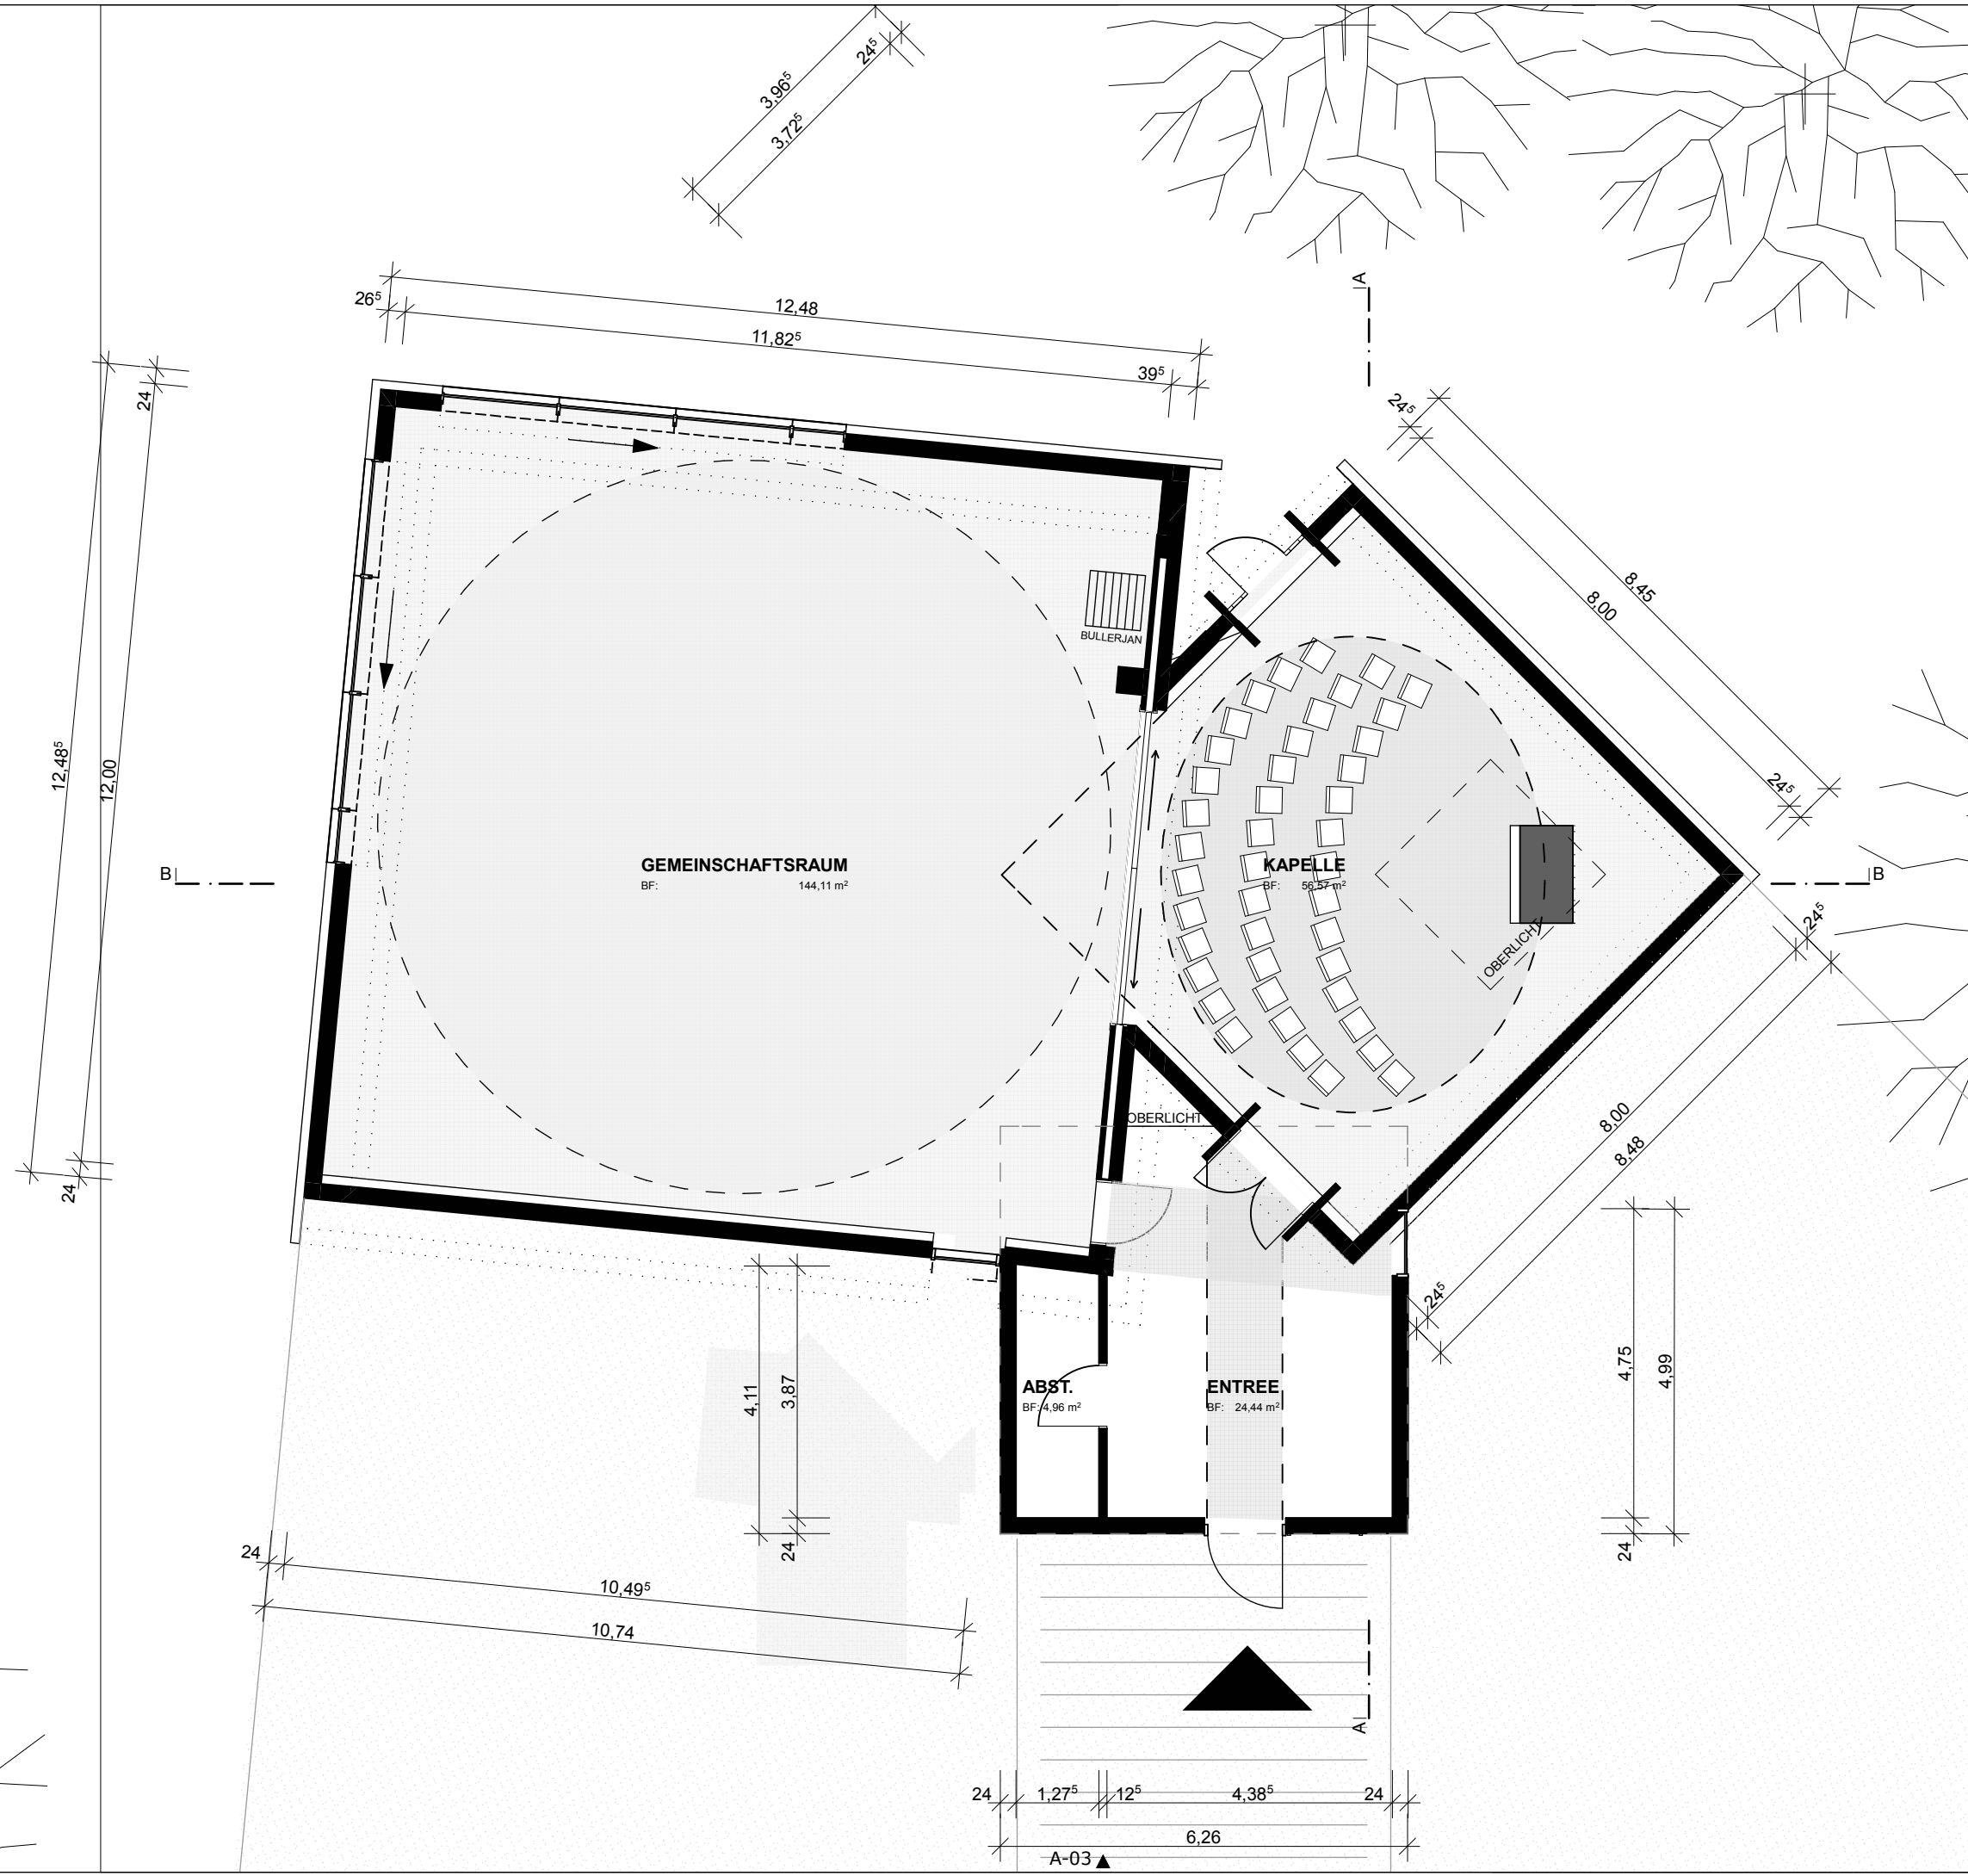 24⁵
3,96⁵
3,72⁵
A
26⁵
12,48
11,82⁵
39⁵
24
24⁵
8,45
8,00
24⁵
BULLERJAN
12,48⁵
12,00
B
GEMEINSCHAFTSRAUM
BF: 144,11 m²
KAPELLE
BF: 56,57 m²
B
OBERLICHT
24⁵
OBERLICHT
8,00
8,48
24
24⁵
4,11
3,87
4,75
4,99
ABST.
BF: 4,96 m²
ENTREE
BF: 24,44 m²
24
24
24
10,49⁵
10,74
A
24
1,27⁵
12⁵
4,38⁵
24
6,26
A-03